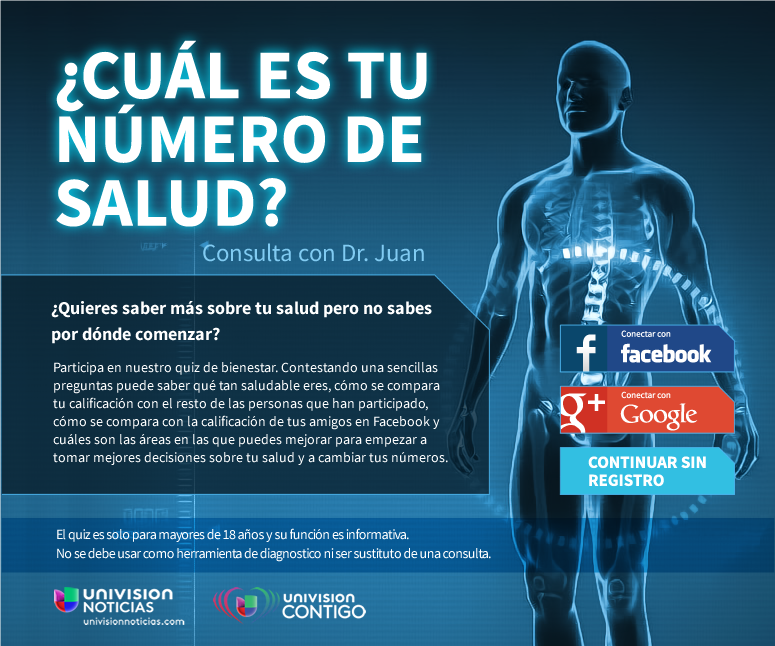 ¿CUÁL ES TU
NÚMERO DE
SALUD?
Consulta con Dr. Juan
¿Quieres saber más sobre tu salud pero no sabes
por dónde comenzar?
Participa en nuestro quiz de bienestar. Contestando una sencillas
preguntas puede saber qué tan saludable eres, cómo se compara
tu calificación con el resto de las personas que han participado,
cómo se compara con la calificación de tus amigos en Facebook y
cuáles son las áreas en las que puedes mejorar para empezar a
tomar mejores decisiones sobre tu salud y a cambiar tus números.
Conectar con
f facebook
Conectar con
g+ Google
CONTINUAR SIN
REGISTRO
El quiz es solo para mayores de 18 años y su función es informativa.
No se debe usar como herramienta de diagnostico ni ser sustituto de una consulta.
UNIVISION
NOTICIAS
univisionnoticias.com
UNIVISION
CONTIGO